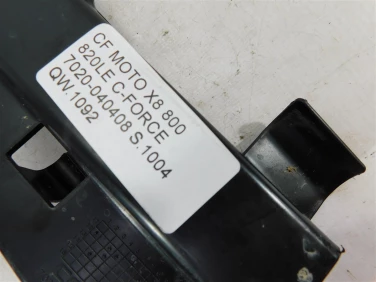 CF MOTO X8 800
820LE C-FORCE
7020-040408 S.1004
QW.1092